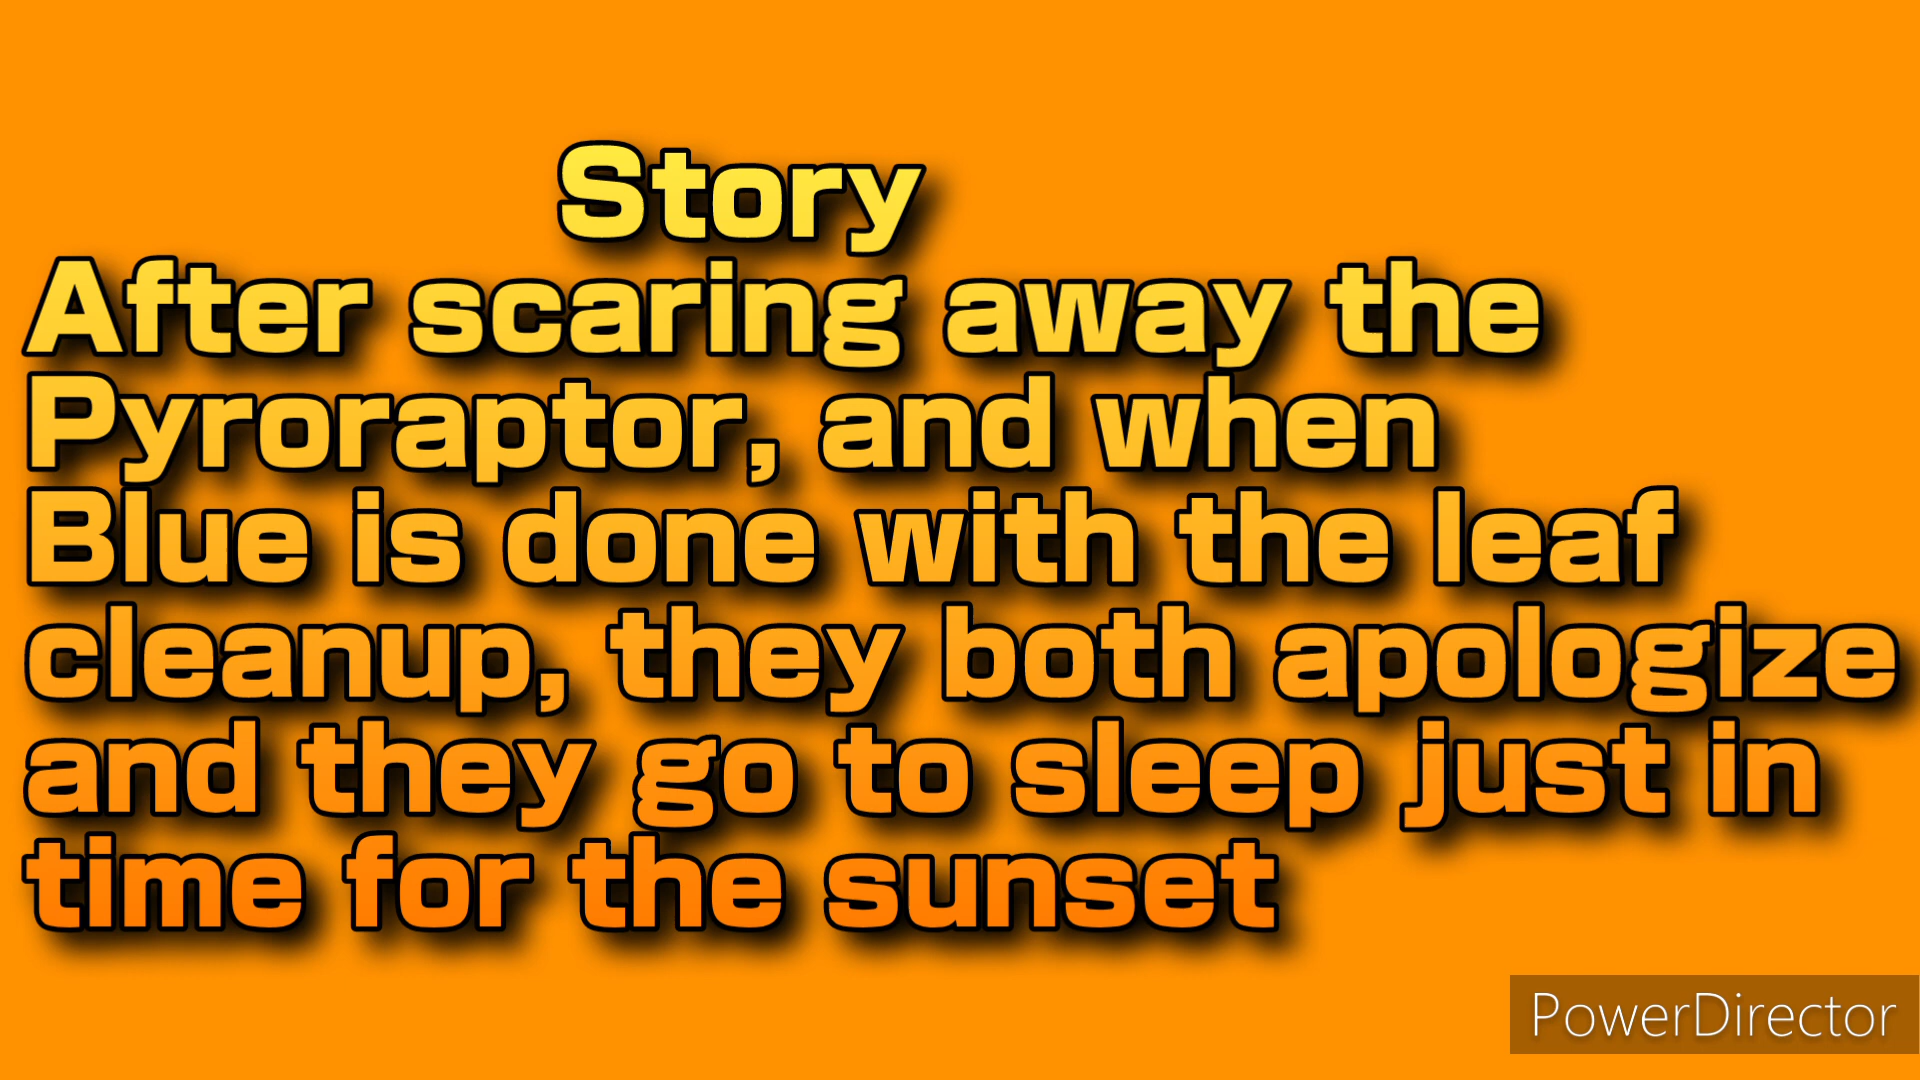 Story
After scaring away the
Pyroraptor, and when
Blue is done with the leaf
cleanup, they both apologize
and they go to sleep just in
time for the sunset
PowerDirector